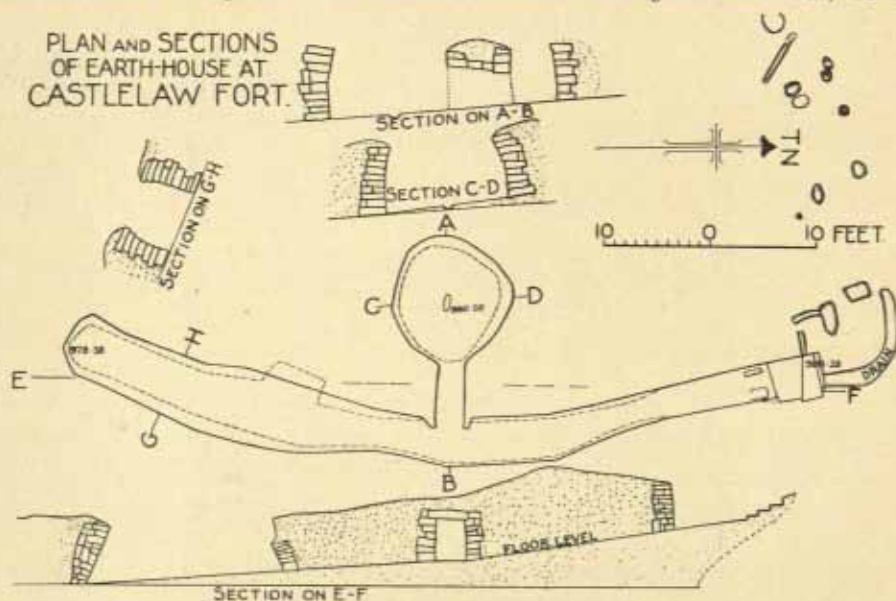 PLAN AND SECTIONS
OF EARTH-HOUSE AT
CASTLELAW FORT.
SECTION ON A-B
SECTION C-D
SECTION ON G-H
TN
10 0 10 FEET
A
C D
B
E
H
G
F
DRAIN
FLOOR LEVEL
SECTION ON E-F